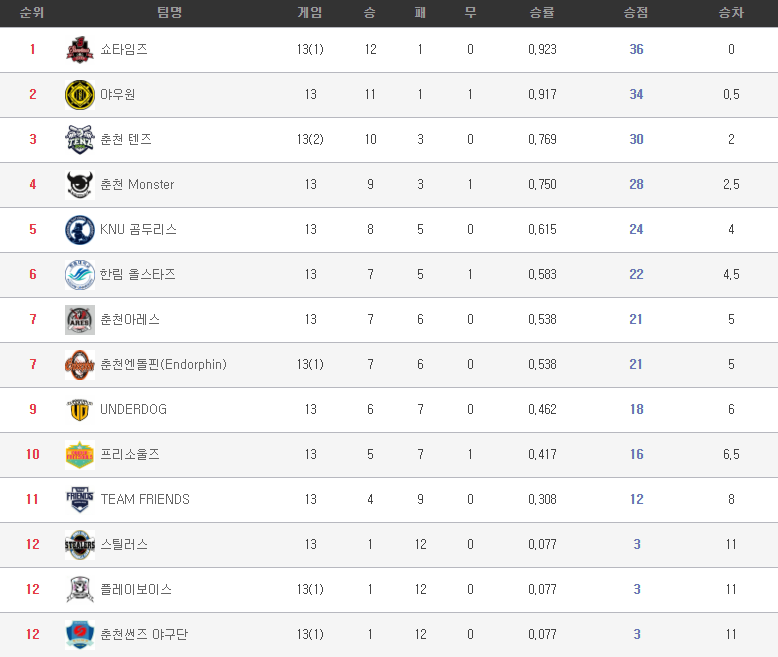 순위 팀명 게임 승 패 무 승률 승점 승차
1 쇼타임즈 13(1) 12 1 0 0.923 36 0
2 야우원 13 11 1 1 0.917 34 0.5
3 춘천 텐즈 13(2) 10 3 0 0.769 30 2
4 춘천 Monster 13 9 3 1 0.750 28 2.5
5 KNU 곰두리스 13 8 5 0 0.615 24 4
6 한림 올스타즈 13 7 5 1 0.583 22 4.5
7 춘천아레스 13 7 6 0 0.538 21 5
7 춘천엔돌핀(Endorphin) 13(1) 7 6 0 0.538 21 5
9 UNDERDOG 13 6 7 0 0.462 18 6
10 프리소울즈 13 5 7 1 0.417 16 6.5
11 FRIENDS TEAM FRIENDS 13 4 9 0 0.308 12 8
12 STEALERS 스틸러스 13 1 12 0 0.077 3 11
12 플레이보이스 13(1) 1 12 0 0.077 3 11
12 춘천썬즈 야구단 13(1) 1 12 0 0.077 3 11